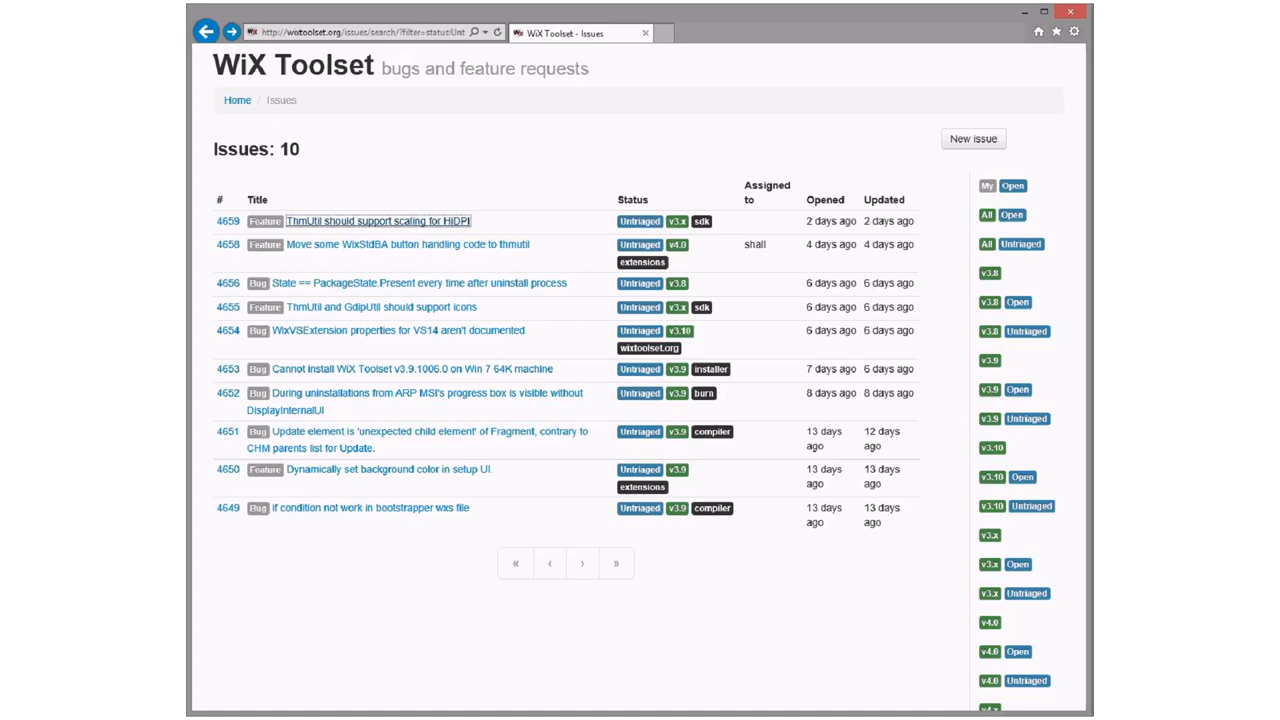 http://wixtoolset.org/issues/search/?filter=status:Unt
WiX Toolset - Issues
WiX Toolset bugs and feature requests
Home / Issues
New issue
Issues: 10
# Title Status Assigned to Opened Updated
4659 Feature ThmUtil should support scaling for HiDPI Untriaged v3.x sdk 2 days ago 2 days ago
4658 Feature Move some WixStdBA button handling code to thmutil Untriaged v4.0 shall 4 days ago 4 days ago
extensions
4656 Bug State == PackageState.Present every time after uninstall process Untriaged v3.8 6 days ago 6 days ago
4655 Feature ThmUtil and GdipUtil should support icons Untriaged v3.x sdk 6 days ago 6 days ago
4654 Bug WixVSExtension properties for VS14 aren't documented Untriaged v3.10 6 days ago 6 days ago
wixtoolset.org
4653 Bug Cannot install WiX Toolset v3.9.1006.0 on Win 7 64K machine Untriaged v3.9 installer 7 days ago 6 days ago
4652 Bug During uninstallations from ARP MSI's progress box is visible without Untriaged v3.9 burn 8 days ago 8 days ago
DisplayInternalUI
4651 Bug Update element is 'unexpected child element' of Fragment, contrary to Untriaged v3.9 compiler 13 days 12 days
CHM parents list for Update. ago ago
4650 Feature Dynamically set background color in setup UI. Untriaged v3.9 13 days 13 days
extensions ago ago
4649 Bug if condition not work in bootstrapper wxs file Untriaged v3.9 compiler 13 days 13 days
ago ago
« ‹ › »
My Open
All Open
All Untriaged
v3.8
v3.8 Open
v3.8 Untriaged
v3.9
v3.9 Open
v3.9 Untriaged
v3.10
v3.10 Open
v3.10 Untriaged
v3.x
v3.x Open
v3.x Untriaged
v4.0
v4.0 Open
v4.0 Untriaged
v4.x